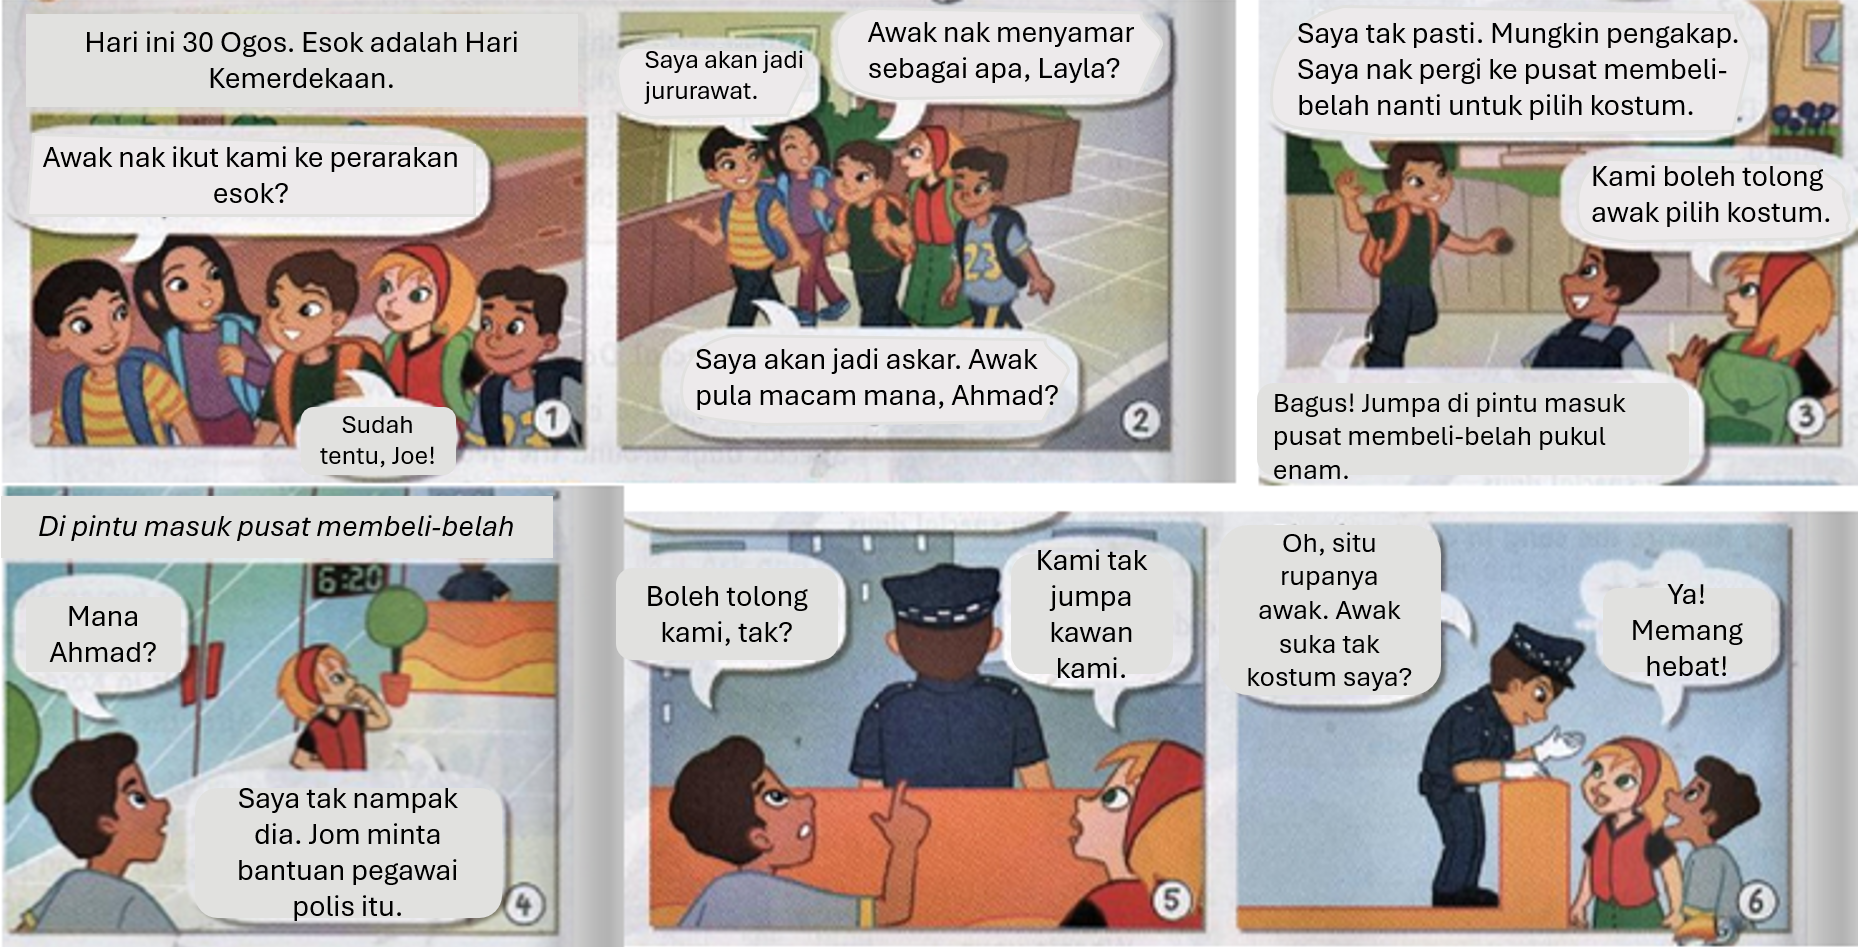 Hari ini 30 Ogos. Esok adalah Hari
Kemerdekaan.
Awak nak ikut kami ke perarakan
esok?
Sudah
tentu, Joe!
1
Saya akan jadi
jururawat.
Awak nak menyamar
sebagai apa, Layla?
23
Saya akan jadi askar. Awak
pula macam mana, Ahmad?
2
Saya tak pasti. Mungkin pengakap.
Saya nak pergi ke pusat membeli-
belah nanti untuk pilih kostum.
Kami boleh tolong
awak pilih kostum.
Bagus! Jumpa di pintu masuk
pusat membeli-belah pukul
enam.
3
Di pintu masuk pusat membeli-belah
6:20
Mana
Ahmad?
Saya tak nampak
dia. Jom minta
bantuan pegawai
polis itu.
4
Boleh tolong
kami, tak?
Kami tak
jumpa
kawan
kami.
5
Oh, situ
rupanya
awak. Awak
suka tak
kostum saya?
Ya!
Memang
hebat!
6